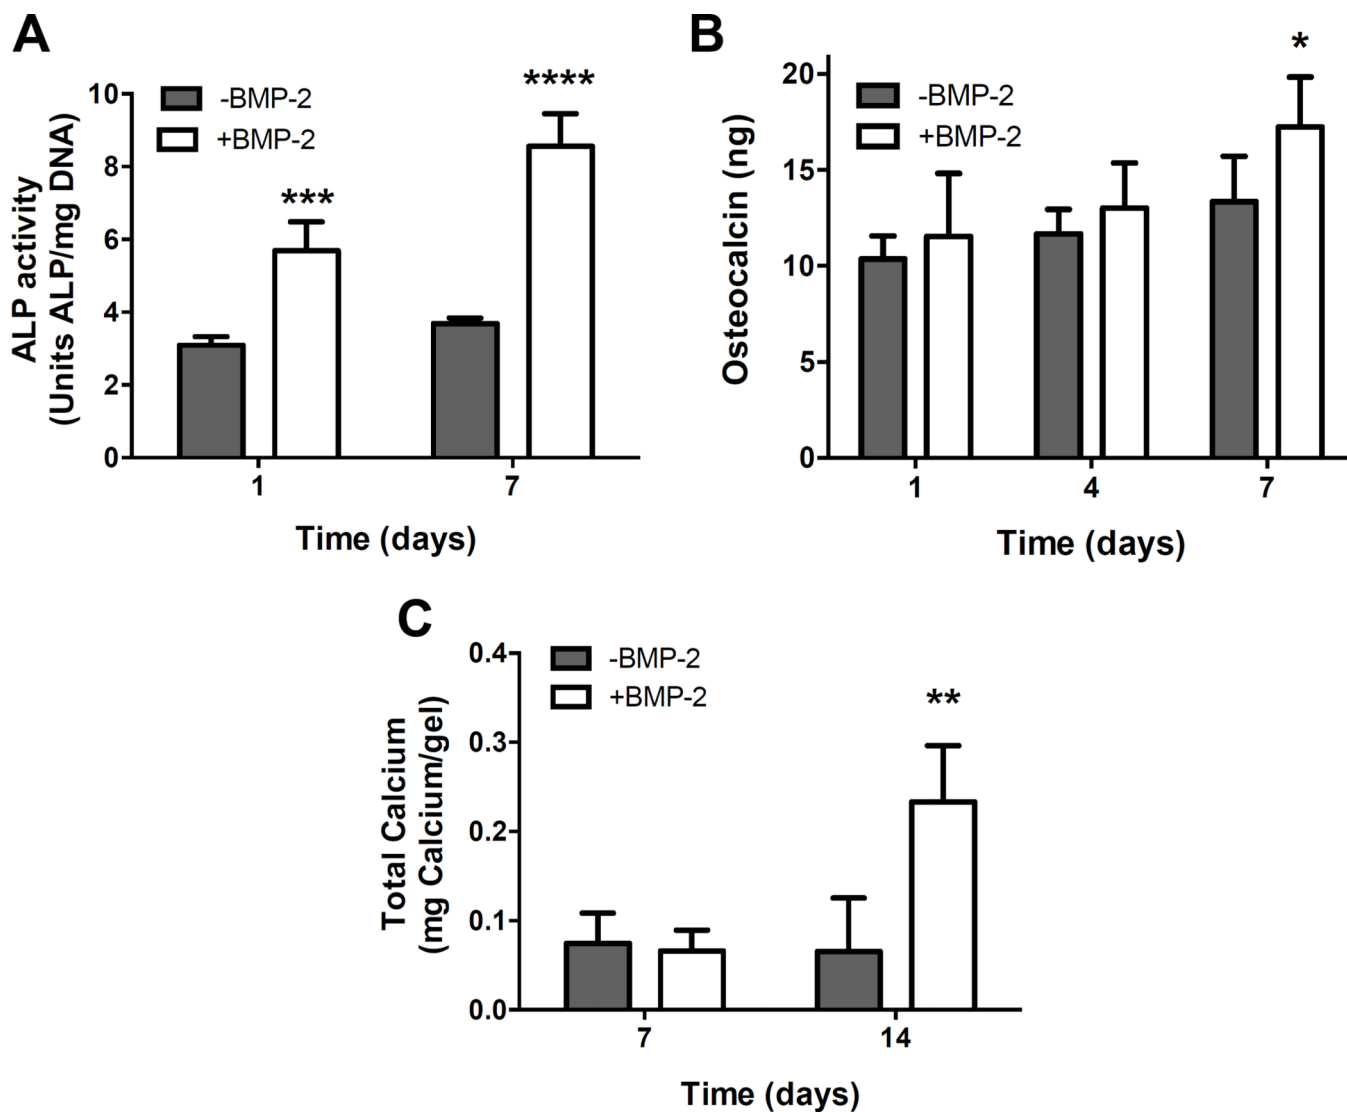 A
ALP activity
(Units ALP/mg DNA)
10
8
6
4
2
0
-BMP-2
+BMP-2
***
****
1
7
Time (days)
B
Osteocalcin (ng)
20
15
10
5
0
-BMP-2
+BMP-2
*
1
4
7
Time (days)
C
Total Calcium
(mg Calcium/gel)
0.4
0.3
0.2
0.1
0.0
-BMP-2
+BMP-2
**
7
14
Time (days)